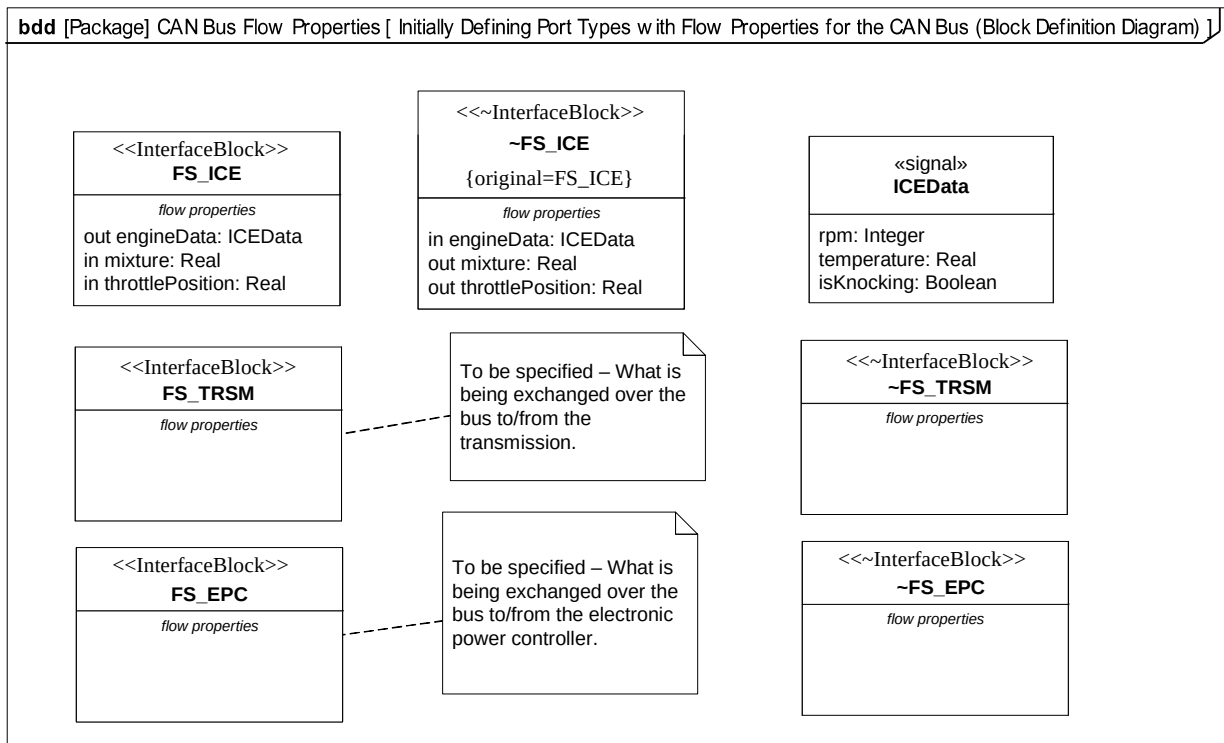 bdd [Package] CAN Bus Flow Properties [ Initially Defining Port Types with Flow Properties for the CAN Bus (Block Definition Diagram) ]
<<InterfaceBlock>>
FS_ICE
flow properties
out engineData: ICEData
in mixture: Real
in throttlePosition: Real
<<~InterfaceBlock>>
~FS_ICE
{original=FS_ICE}
flow properties
in engineData: ICEData
out mixture: Real
out throttlePosition: Real
«signal»
ICEData
rpm: Integer
temperature: Real
isKnocking: Boolean
<<InterfaceBlock>>
FS_TRSM
flow properties
To be specified – What is
being exchanged over the
bus to/from the
transmission.
<<~InterfaceBlock>>
~FS_TRSM
flow properties
<<InterfaceBlock>>
FS_EPC
flow properties
To be specified – What is
being exchanged over the
bus to/from the electronic
power controller.
<<~InterfaceBlock>>
~FS_EPC
flow properties